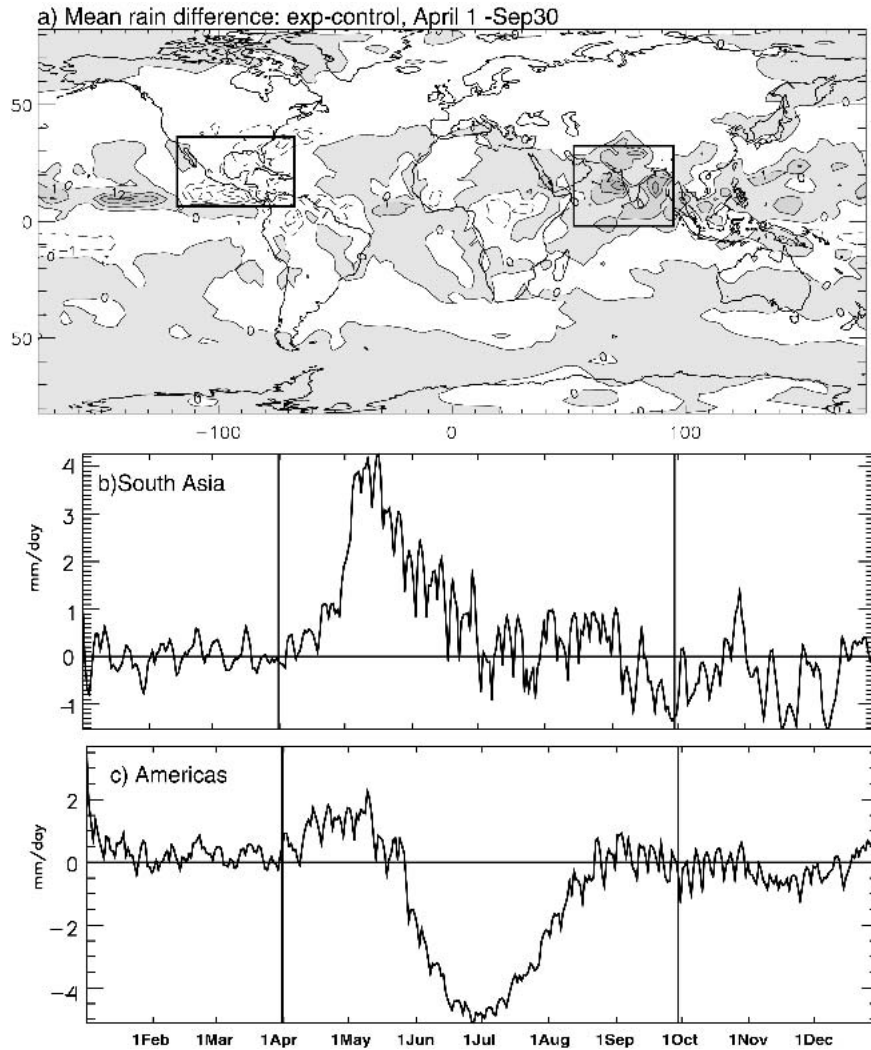 a) Mean rain difference: exp-control, April 1 -Sep30
50
0
50
-100
0
100
b)South Asia
mm/day
4
3
2
1
0
-1
c) Americas
mm/day
2
0
-2
-4
1Feb 1Mar 1Apr 1May 1Jun 1Jul 1Aug 1Sep 1Oct 1Nov 1Dec